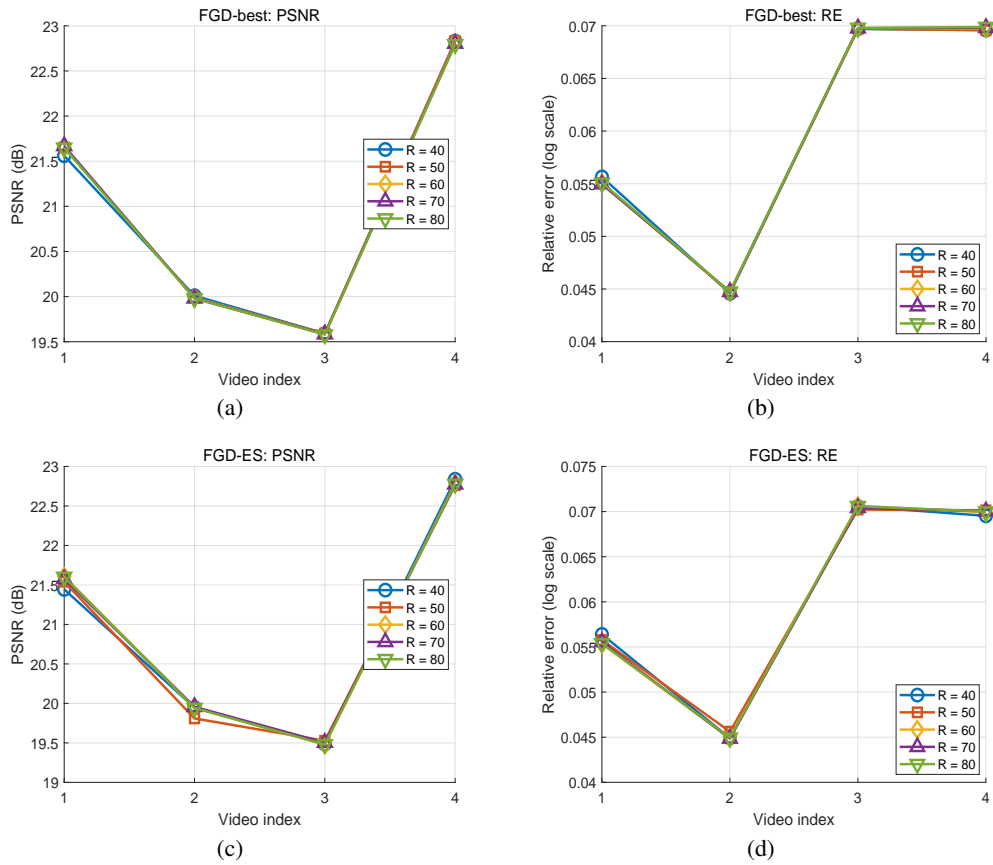 FGD-best: PSNR
23
22.5
22
21.5
21
20.5
20
19.5
PSNR (dB)
R = 40
R = 50
R = 60
R = 70
R = 80
1 2 3 4
Video index
(a)
FGD-best: RE
0.07
0.065
0.06
0.055
0.05
0.045
0.04
Relative error (log scale)
R = 40
R = 50
R = 60
R = 70
R = 80
1 2 3 4
Video index
(b)
FGD-ES: PSNR
23
22.5
22
21.5
21
20.5
20
19.5
19
PSNR (dB)
R = 40
R = 50
R = 60
R = 70
R = 80
1 2 3 4
Video index
(c)
FGD-ES: RE
0.075
0.07
0.065
0.06
0.055
0.05
0.045
0.04
Relative error (log scale)
R = 40
R = 50
R = 60
R = 70
R = 80
1 2 3 4
Video index
(d)